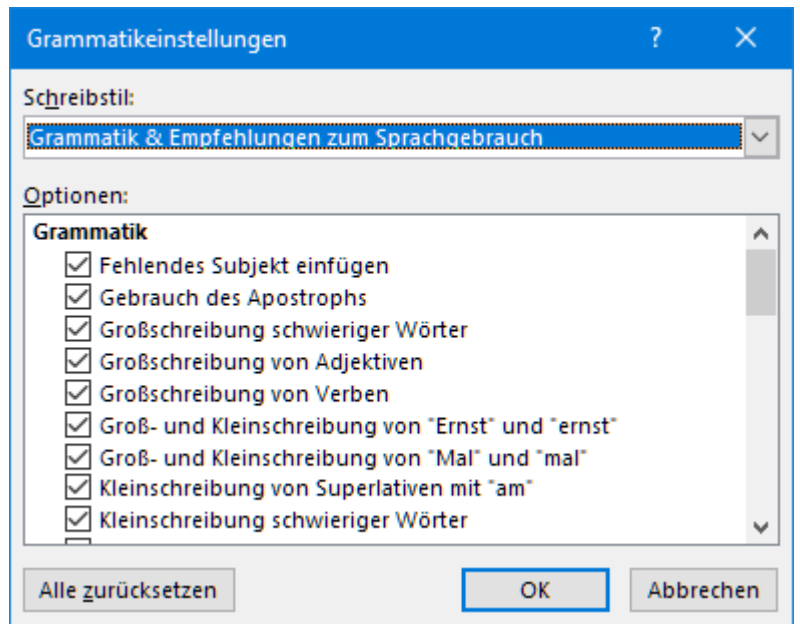 Grammatikeinstellungen ?
Schreibstil:
Grammatik & Empfehlungen zum Sprachgebrauch
Optionen:
Grammatik
Fehlendes Subjekt einfügen
Gebrauch des Apostrophs
Großschreibung schwieriger Wörter
Großschreibung von Adjektiven
Großschreibung von Verben
Groß- und Kleinschreibung von "Ernst" und "ernst"
Groß- und Kleinschreibung von "Mal" und "mal"
Kleinschreibung von Superlativen mit "am"
Kleinschreibung schwieriger Wörter
Alle zurücksetzen OK Abbrechen